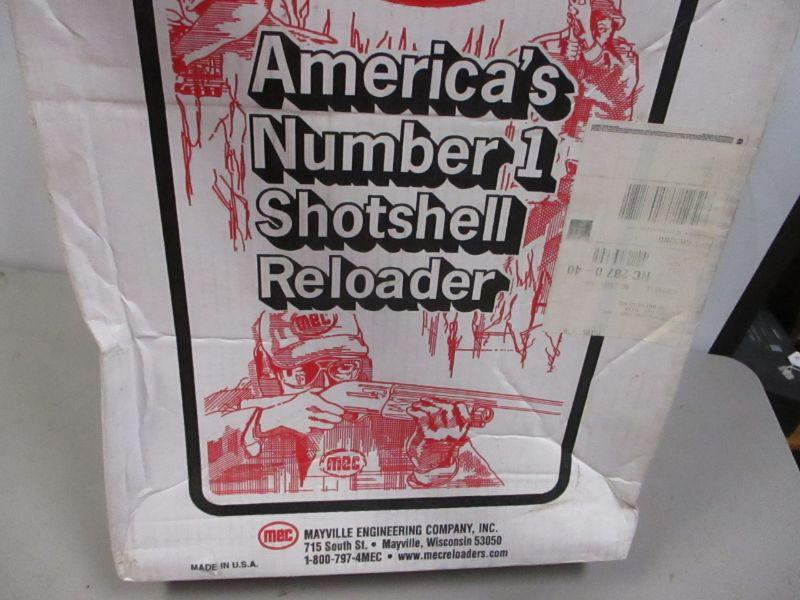 America's
Number 1
Shotshell
Reloader
MEC
MEC
MEC
MAYVILLE ENGINEERING COMPANY, INC.
715 South St. • Mayville, Wisconsin 53050
1-800-797-4MEC • www.mecreloaders.com
MADE IN U.S.A.